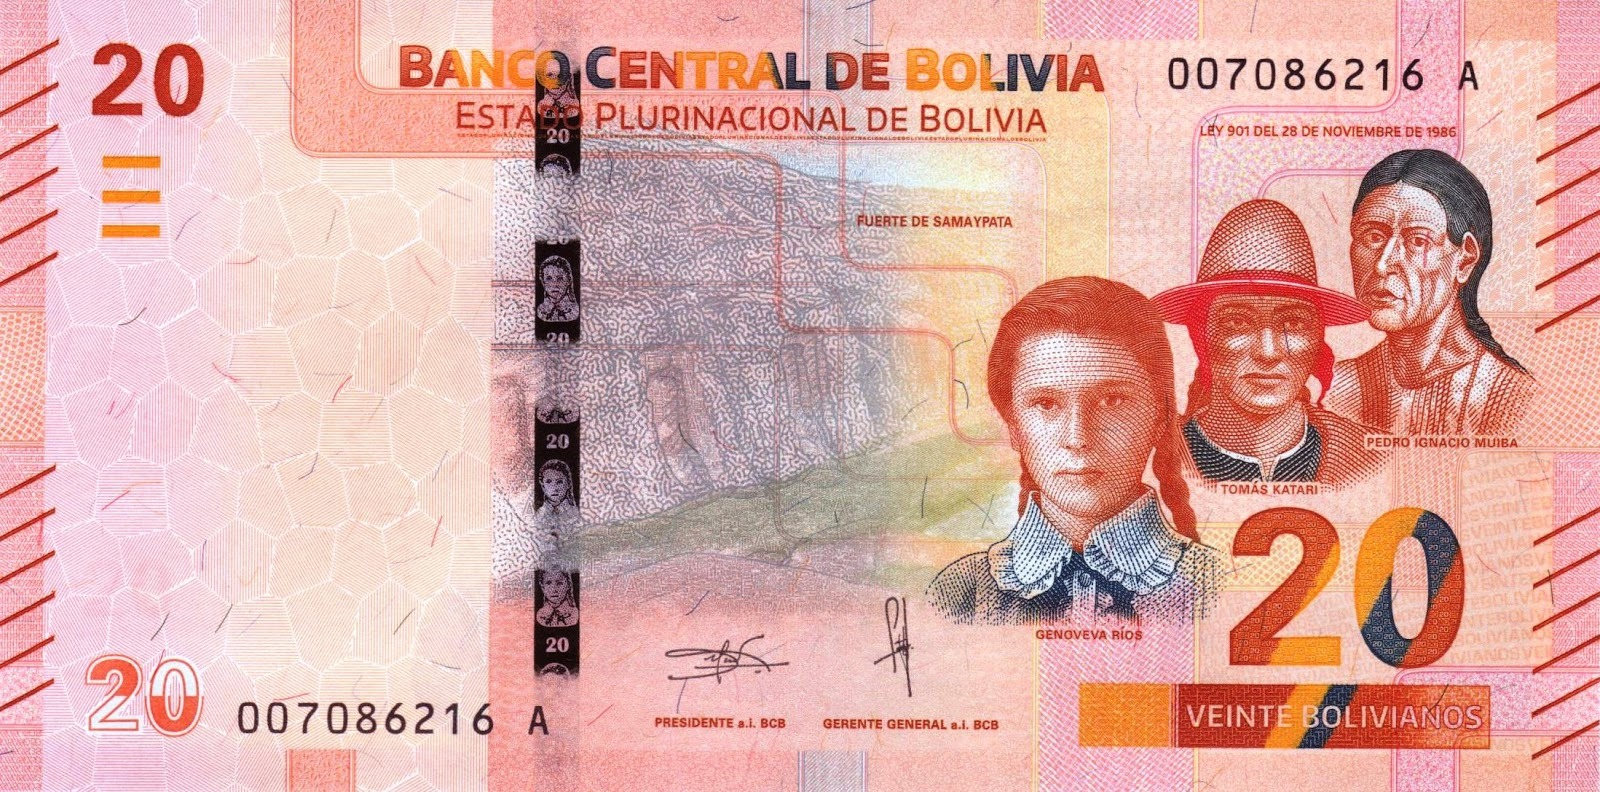 20
BANCO CENTRAL DE BOLIVIA
007086216 A
ESTADO PLURINACIONAL DE BOLIVIA
LEY 901 DEL 28 DE NOVIEMBRE DE 1986
20
FUERTE DE SAMAYPATA
20
20
PEDRO IGNACIO MUIBA
TOMÁS KATARI
20
GENOVEVA RÍOS
20
20
007086216 A
PRESIDENTE a.i. BCB
GERENTE GENERAL a.i. BCB
VEINTE BOLIVIANOS